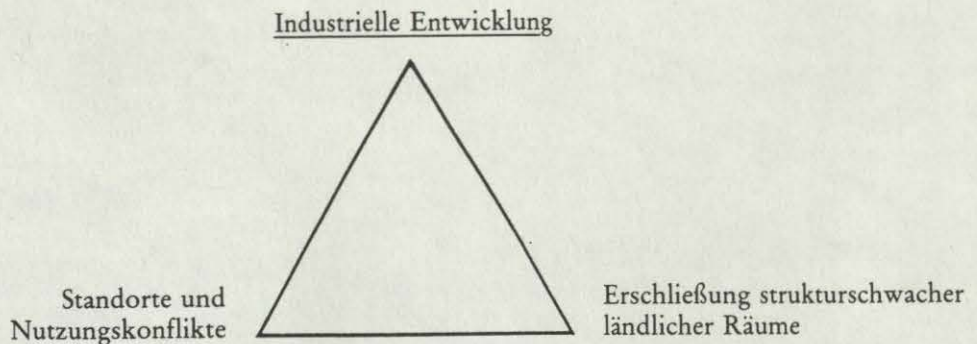 Industrielle Entwicklung
Standorte und
Nutzungskonflikte
Erschließung strukturschwacher
ländlicher Räume